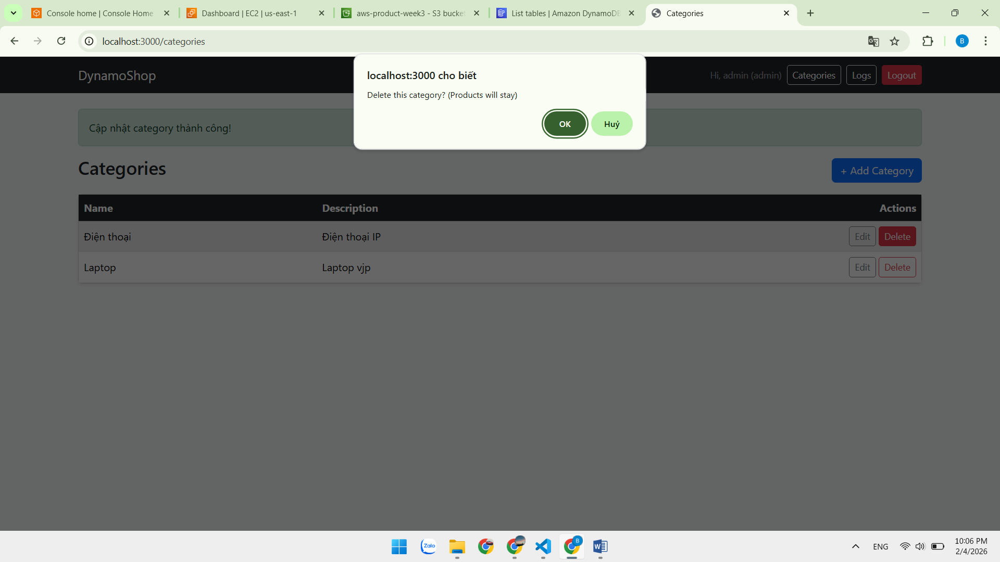 Console home | Console Home
Dashboard | EC2 | us-east-1
aws-product-week3 - S3 bucket
List tables | Amazon DynamoDB
Categories
localhost:3000/categories
B
DynamoShop
Hi, admin (admin)
Categories
Logs
Logout
localhost:3000 cho biết
Delete this category? (Products will stay)
OK
Huỷ
Cập nhật category thành công!
Categories
+ Add Category
Name Description Actions
Điện thoại Điện thoại IP Edit Delete
Laptop Laptop vjp Edit Delete
Zalo
B
W
ENG
10:06 PM
2/4/2026